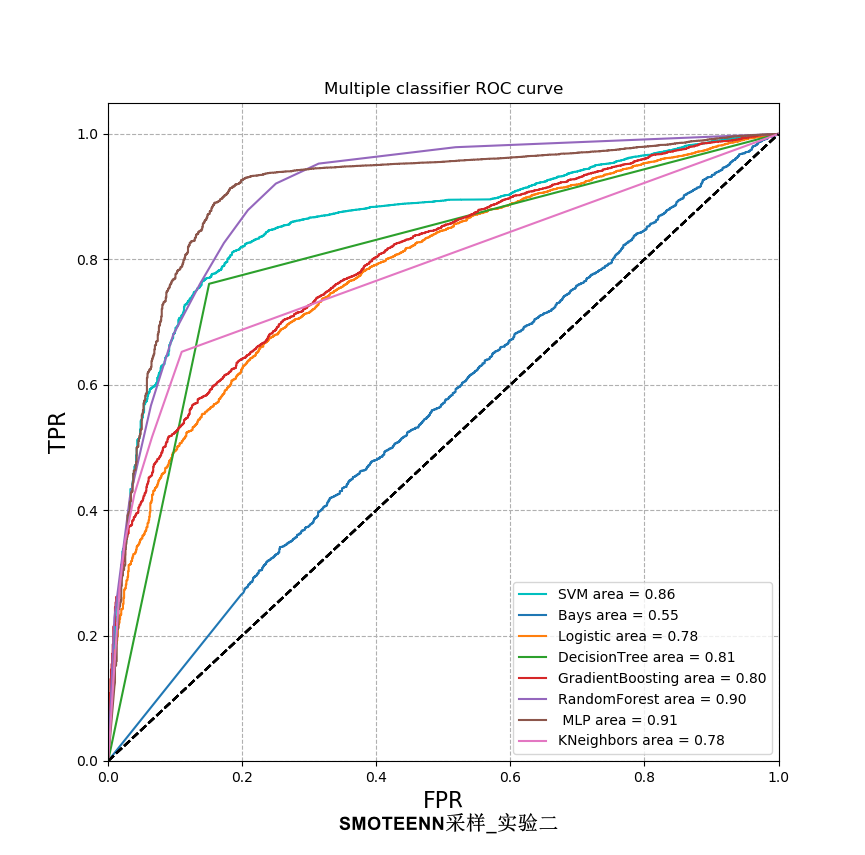 Multiple classifier ROC curve
1.0
0.8
0.6
0.4
0.2
0.0
TPR
SVM area = 0.86
Bays area = 0.55
Logistic area = 0.78
DecisionTree area = 0.81
GradientBoosting area = 0.80
RandomForest area = 0.90
MLP area = 0.91
KNeighbors area = 0.78
0.0 0.2 0.4 0.6 0.8 1.0
FPR
SMOTEENN采样_实验二